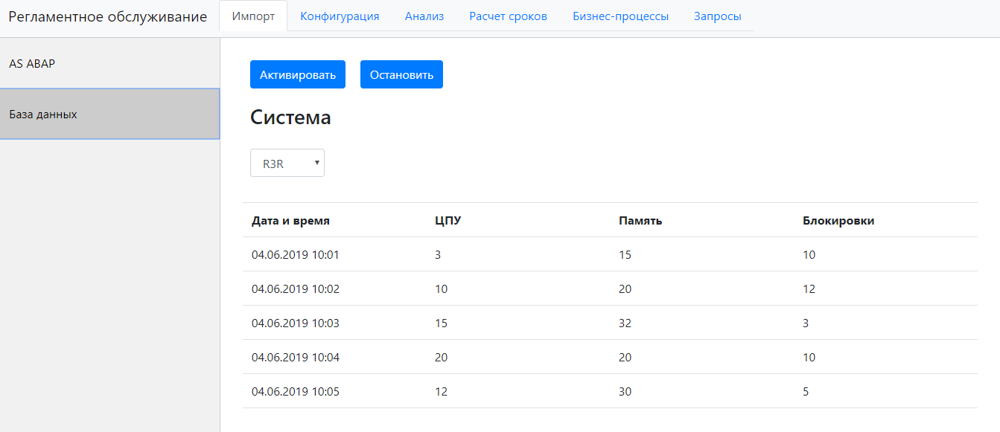 Регламентное обслуживание Импорт Конфигурация Анализ Расчет сроков Бизнес-процессы Запросы
AS ABAP
База данных
Активировать Остановить
Система
R3R
Дата и время ЦПУ Память Блокировки
04.06.2019 10:01 3 15 10
04.06.2019 10:02 10 20 12
04.06.2019 10:03 15 32 3
04.06.2019 10:04 20 20 10
04.06.2019 10:05 12 30 5